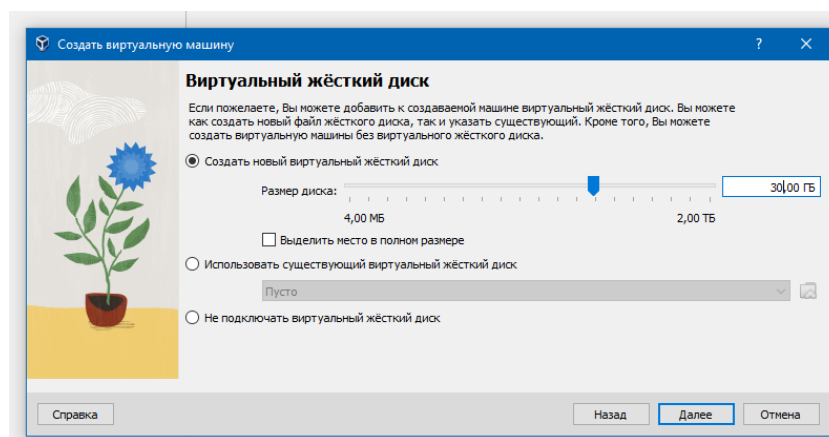 Создать виртуальную машину
?
Виртуальный жёсткий диск
Если пожелаете, Вы можете добавить к создаваемой машине виртуальный жёсткий диск. Вы можете
как создать новый файл жёсткого диска, так и указать существующий. Кроме того, Вы можете
создать виртуальную машины без виртуального жёсткого диска.
Создать новый виртуальный жёсткий диск
Размер диска:
30,00 ГБ
4,00 МБ
2,00 ТБ
Выделить место в полном размере
Использовать существующий виртуальный жёсткий диск
Пусто
Не подключать виртуальный жёсткий диск
Справка
Назад
Далее
Отмена